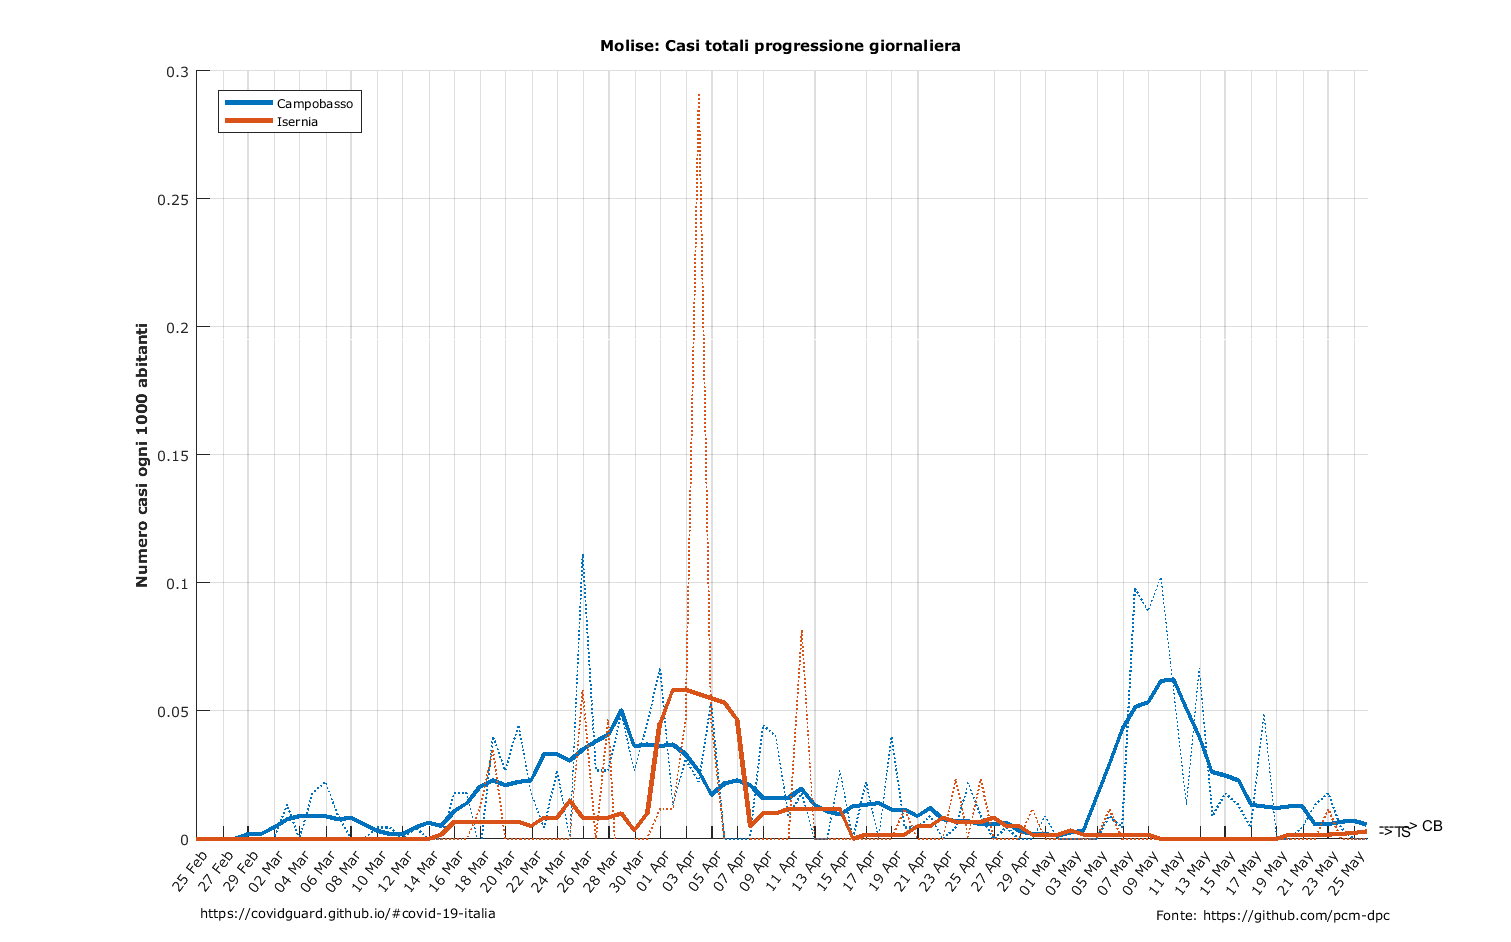 Molise: Casi totali progressione giornaliera
Numero casi ogni 1000 abitanti
0.3
0.25
0.2
0.15
0.1
0.05
0
Campobasso
Isernia
25 Feb
27 Feb
29 Feb
02 Mar
04 Mar
06 Mar
08 Mar
10 Mar
12 Mar
14 Mar
16 Mar
18 Mar
20 Mar
22 Mar
24 Mar
26 Mar
28 Mar
30 Mar
01 Apr
03 Apr
05 Apr
07 Apr
09 Apr
11 Apr
13 Apr
15 Apr
17 Apr
19 Apr
21 Apr
23 Apr
25 Apr
27 Apr
29 Apr
01 May
03 May
05 May
07 May
09 May
11 May
13 May
15 May
17 May
19 May
21 May
23 May
25 May
----> CB
-> IS
https://covidguard.github.io/#covid-19-italia
Fonte: https://github.com/pcm-dpc